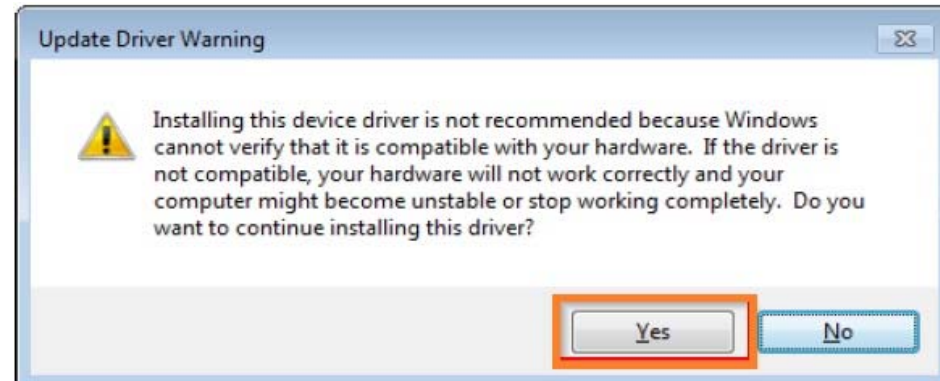 Update Driver Warning
Installing this device driver is not recommended because Windows
cannot verify that it is compatible with your hardware. If the driver is
not compatible, your hardware will not work correctly and your
computer might become unstable or stop working completely. Do you
want to continue installing this driver?
Yes No